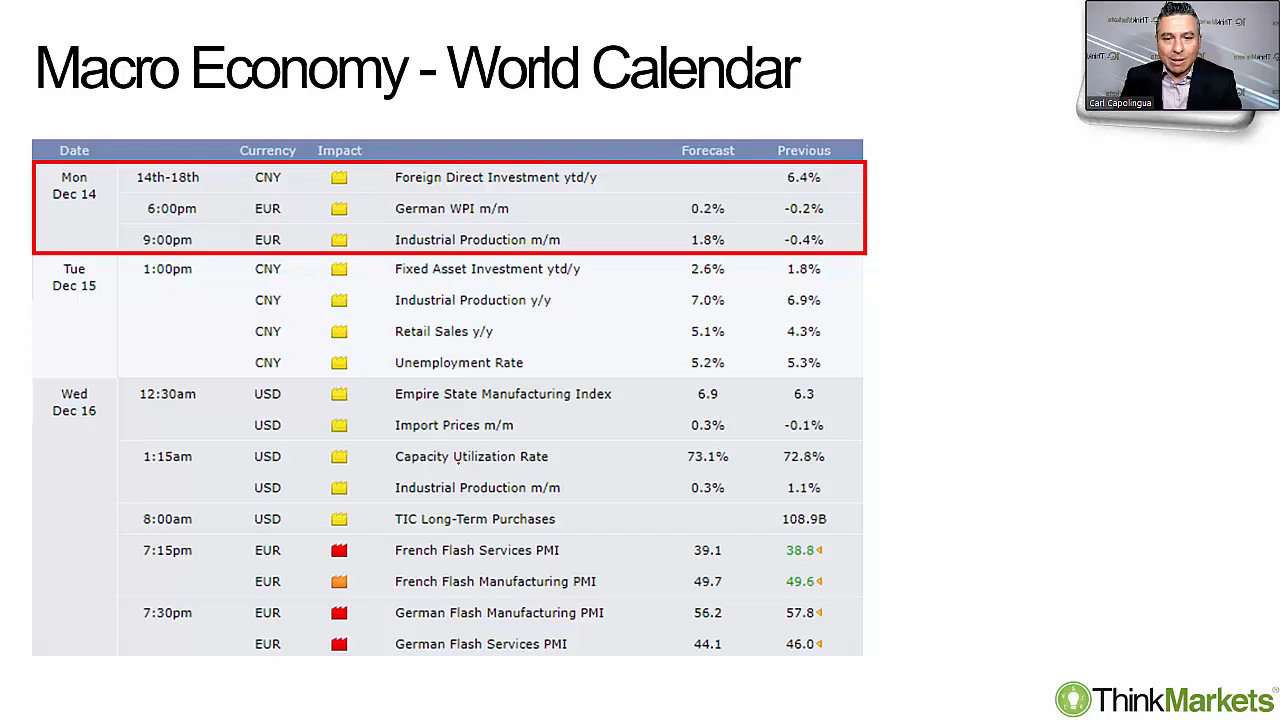 Macro Economy - World Calendar
Carl Capolingua
Date Currency Impact Forecast Previous
Mon Dec 14 14th-18th CNY Foreign Direct Investment ytd/y 6.4%
6:00pm EUR German WPI m/m 0.2% -0.2%
9:00pm EUR Industrial Production m/m 1.8% -0.4%
Tue Dec 15 1:00pm CNY Fixed Asset Investment ytd/y 2.6% 1.8%
CNY Industrial Production y/y 7.0% 6.9%
CNY Retail Sales y/y 5.1% 4.3%
CNY Unemployment Rate 5.2% 5.3%
Wed Dec 16 12:30am USD Empire State Manufacturing Index 6.9 6.3
USD Import Prices m/m 0.3% -0.1%
1:15am USD Capacity Utilization Rate 73.1% 72.8%
USD Industrial Production m/m 0.3% 1.1%
8:00am USD TIC Long-Term Purchases 108.9B
7:15pm EUR French Flash Services PMI 39.1 38.8
EUR French Flash Manufacturing PMI 49.7 49.6
7:30pm EUR German Flash Manufacturing PMI 56.2 57.8
EUR German Flash Services PMI 44.1 46.0
ThinkMarkets®